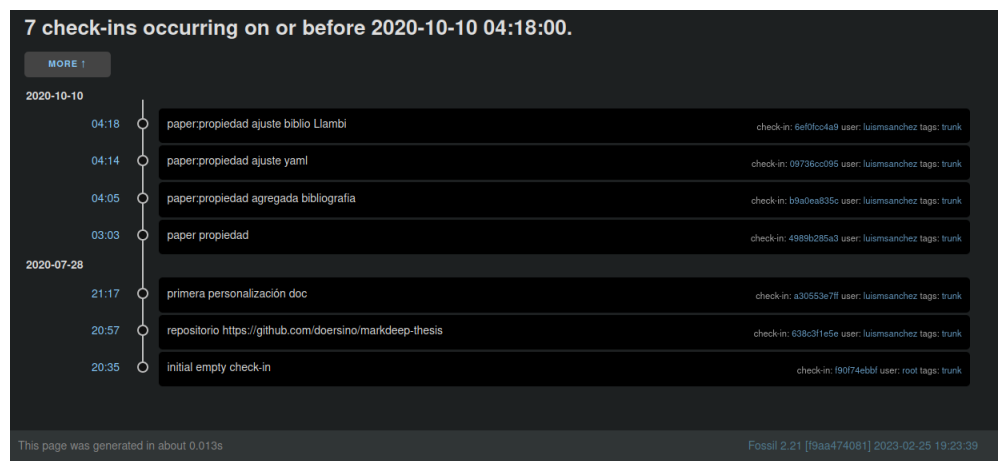 7 check-ins occurring on or before 2020-10-10 04:18:00.
MORE ↑
2020-10-10
04:18 paper:propiedad ajuste biblio Llambi check-in: 6ef0fcc4a9 user: luismsanchez tags: trunk
04:14 paper:propiedad ajuste yaml check-in: 09736cc095 user: luismsanchez tags: trunk
04:05 paper:propiedad agregada bibliografia check-in: b9a0ea835c user: luismsanchez tags: trunk
03:03 paper propiedad check-in: 4989b285a3 user: luismsanchez tags: trunk
2020-07-28
21:17 primera personalización doc check-in: a30553e7ff user: luismsanchez tags: trunk
20:57 repositorio https://github.com/doersino/markdeep-thesis check-in: 638c3f1e5e user: luismsanchez tags: trunk
20:35 initial empty check-in check-in: f90f74ebbf user: root tags: trunk
This page was generated in about 0.013s Fossil 2.21 [f9aa474081] 2023-02-25 19:23:39